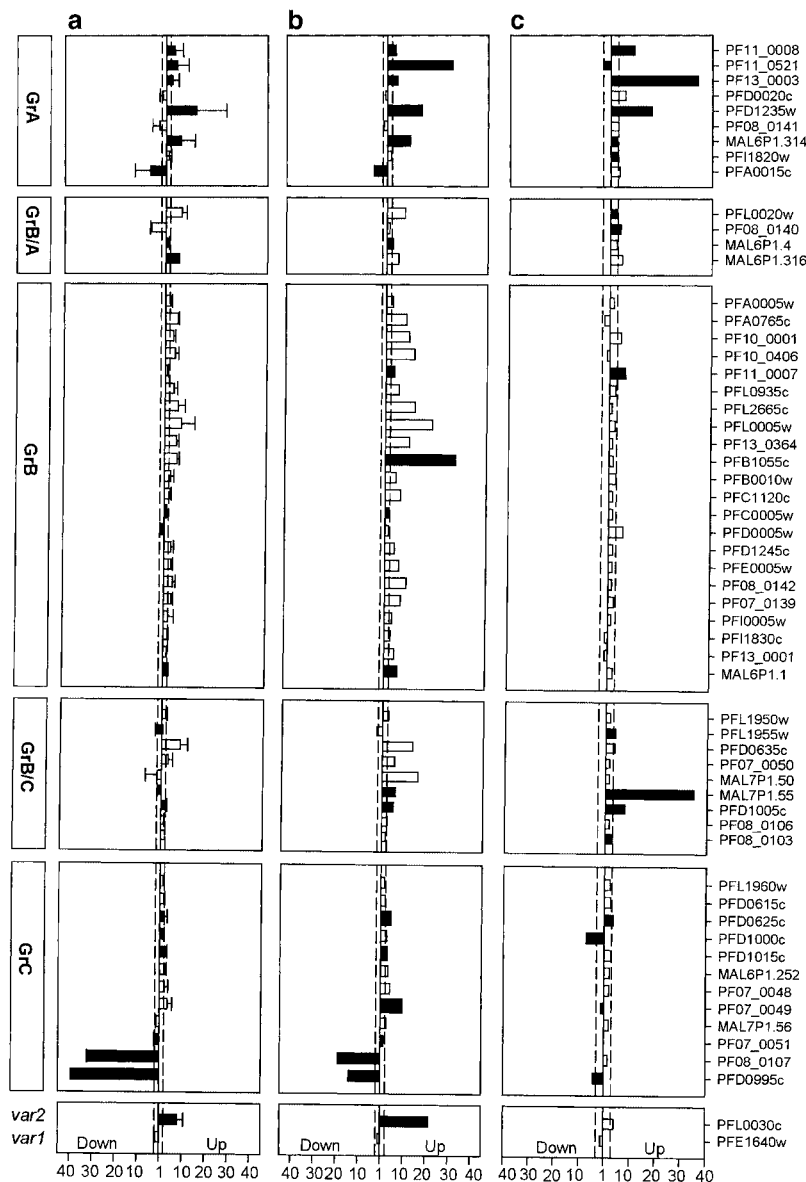 a b c
GrA
PF11_0008
PF11_0521
PF13_0003
PFD0020c
PFD1235w
PF08_0141
MAL6P1.314
PFI1820w
PFA0015c
GrB/A
PFL0020w
PF08_0140
MAL6P1.4
MAL6P1.316
GrB
PFA0005w
PFA0765c
PF10_0001
PF10_0406
PF11_0007
PFL0935c
PFL2665c
PFL0005w
PF13_0364
PFB1055c
PFB0010w
PFC1120c
PFC0005w
PFD0005w
PFD1245c
PFE0005w
PF08_0142
PF07_0139
PFI0005w
PFI1830c
PF13_0001
MAL6P1.1
GrB/C
PFL1950w
PFL1955w
PFD0635c
PF07_0050
MAL7P1.50
MAL7P1.55
PFD1005c
PF08_0106
PF08_0103
GrC
PFL1960w
PFD0615c
PFD0625c
PFD1000c
PFD1015c
MAL6P1.252
PF07_0048
PF07_0049
MAL7P1.56
PF07_0051
PF08_0107
PFD0995c
var2 PFL0030c
var1 Down Up Down Up Down Up PFE1640w
40 30 20 10 1 10 20 30 40 40 30 20 10 1 10 20 30 40 40 30 20 10 1 10 20 30 40